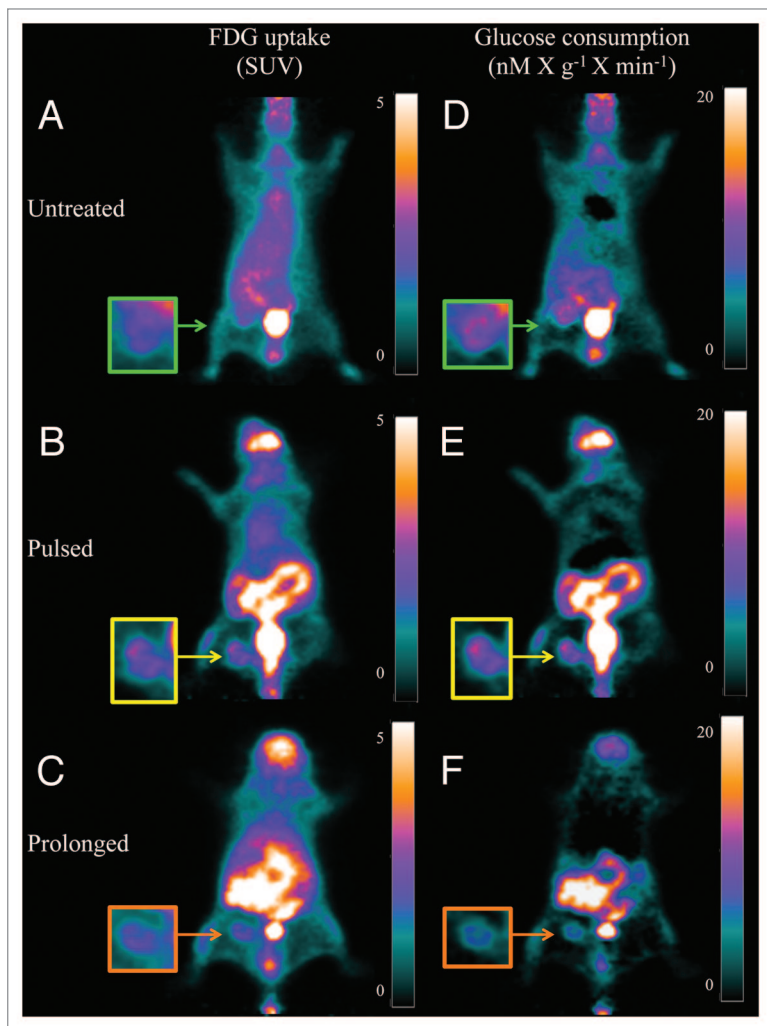 FDG uptake
(SUV)
Glucose consumption
(nM X g⁻¹ X min⁻¹)
A
5
0
D
20
0
Untreated
B
5
0
E
20
0
Pulsed
C
5
0
F
20
0
Prolonged